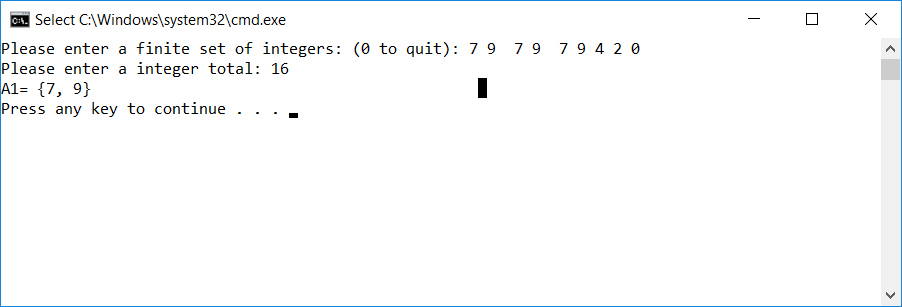 Select C:\Windows\system32\cmd.exe
Please enter a finite set of integers: (0 to quit): 7 9  7 9  7 9 4 2 0
Please enter a integer total: 16
A1= {7, 9}
Press any key to continue . . .